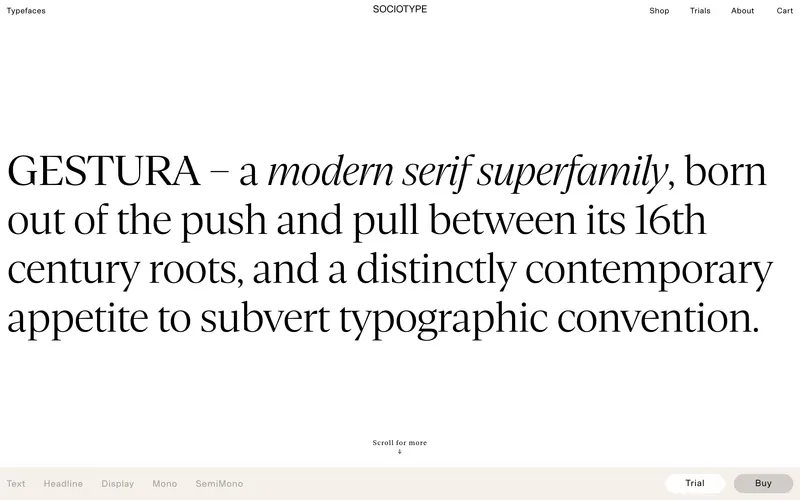 Typefaces
SOCIOTYPE
Shop
Trials
About
Cart
GESTURA – a modern serif superfamily, born
out of the push and pull between its 16th
century roots, and a distinctly contemporary
appetite to subvert typographic convention.
Scroll for more
↓
Text
Headline
Display
Mono
SemiMono
Trial
Buy